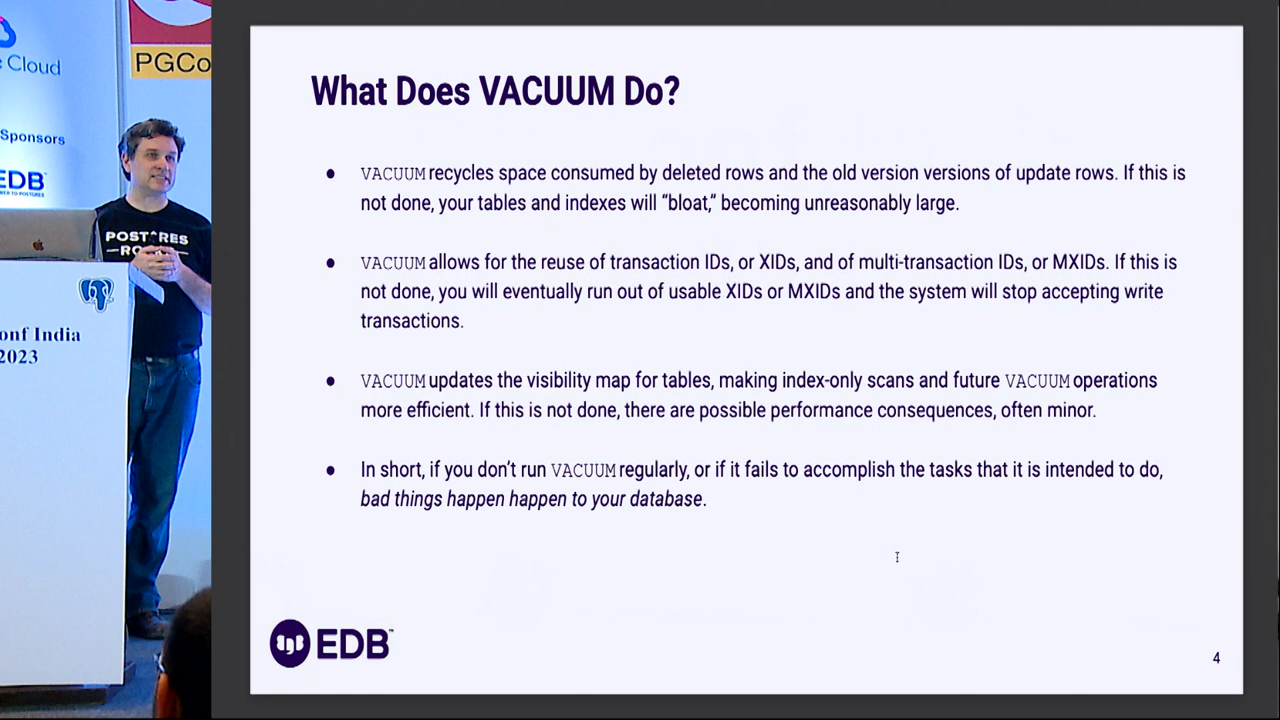 Cloud
PGCo
Sponsors
EDB
POSTGRES
conf India
2023
What Does VACUUM Do?
● VACUUM recycles space consumed by deleted rows and the old version versions of update rows. If this is
not done, your tables and indexes will “bloat,” becoming unreasonably large.
● VACUUM allows for the reuse of transaction IDs, or XIDs, and of multi-transaction IDs, or MXIDs. If this is
not done, you will eventually run out of usable XIDs or MXIDs and the system will stop accepting write
transactions.
● VACUUM updates the visibility map for tables, making index-only scans and future VACUUM operations
more efficient. If this is not done, there are possible performance consequences, often minor.
● In short, if you don’t run VACUUM regularly, or if it fails to accomplish the tasks that it is intended to do,
bad things happen happen to your database.
EDB™
4